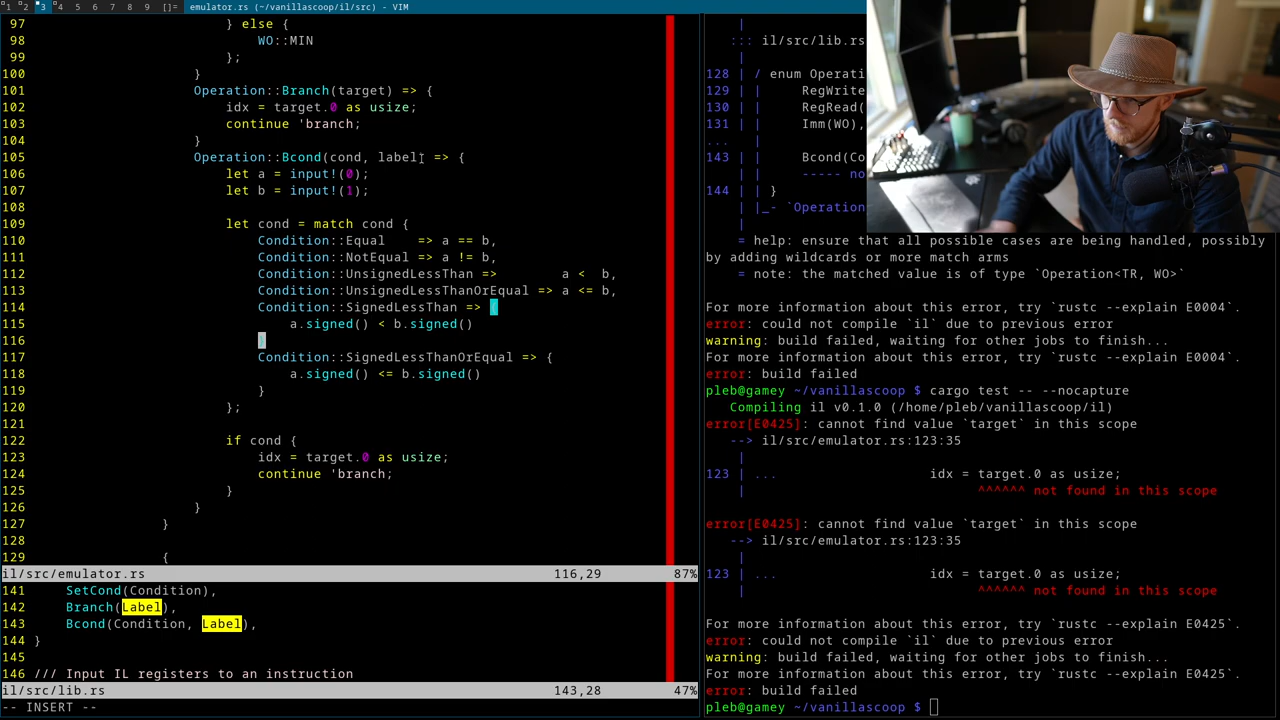 1 2 3 4 5 6 7 8 9 []= emulator.rs (~/vanillascoop/il/src) - VIM
97 } else {
98 WO::MIN
99 };
100 }
101 Operation::Branch(target) => {
102 idx = target.0 as usize;
103 continue 'branch;
104 }
105 Operation::Bcond(cond, label) => {
106 let a = input!(0);
107 let b = input!(1);
108
109 let cond = match cond {
110 Condition::Equal => a == b,
111 Condition::NotEqual => a != b,
112 Condition::UnsignedLessThan => a < b,
113 Condition::UnsignedLessThanOrEqual => a <= b,
114 Condition::SignedLessThan => {
115 a.signed() < b.signed()
116 }
117 Condition::SignedLessThanOrEqual => {
118 a.signed() <= b.signed()
119 }
120 };
121
122 if cond {
123 idx = target.0 as usize;
124 continue 'branch;
125 }
126 }
127 }
128
129 {
il/src/emulator.rs 116,29 87%
141 SetCond(Condition),
142 Branch(Label),
143 Bcond(Condition, Label),
144 }
145
146 /// Input IL registers to an instruction
il/src/lib.rs 143,28 47%
-- INSERT --
|
::: il/src/lib.rs
|
128 | / enum Operati
129 | | RegWrite
130 | | RegRead(
131 | | Imm(WO),
... |
143 | | Bcond(Co
| | ----- no
144 | | }
| |_- `Operation
|
= help: ensure that all possible cases are being handled, possibly
by adding wildcards or more match arms
= note: the matched value is of type `Operation<TR, WO>`
For more information about this error, try `rustc --explain E0004`.
error: could not compile `il` due to previous error
warning: build failed, waiting for other jobs to finish...
For more information about this error, try `rustc --explain E0004`.
error: build failed
pleb@gamey ~/vanillascoop $ cargo test -- --nocapture
Compiling il v0.1.0 (/home/pleb/vanillascoop/il)
error[E0425]: cannot find value `target` in this scope
--> il/src/emulator.rs:123:35
|
123 | ... idx = target.0 as usize;
| ^^^^^^ not found in this scope
error[E0425]: cannot find value `target` in this scope
--> il/src/emulator.rs:123:35
|
123 | ... idx = target.0 as usize;
| ^^^^^^ not found in this scope
For more information about this error, try `rustc --explain E0425`.
error: could not compile `il` due to previous error
warning: build failed, waiting for other jobs to finish...
For more information about this error, try `rustc --explain E0425`.
error: build failed
pleb@gamey ~/vanillascoop $